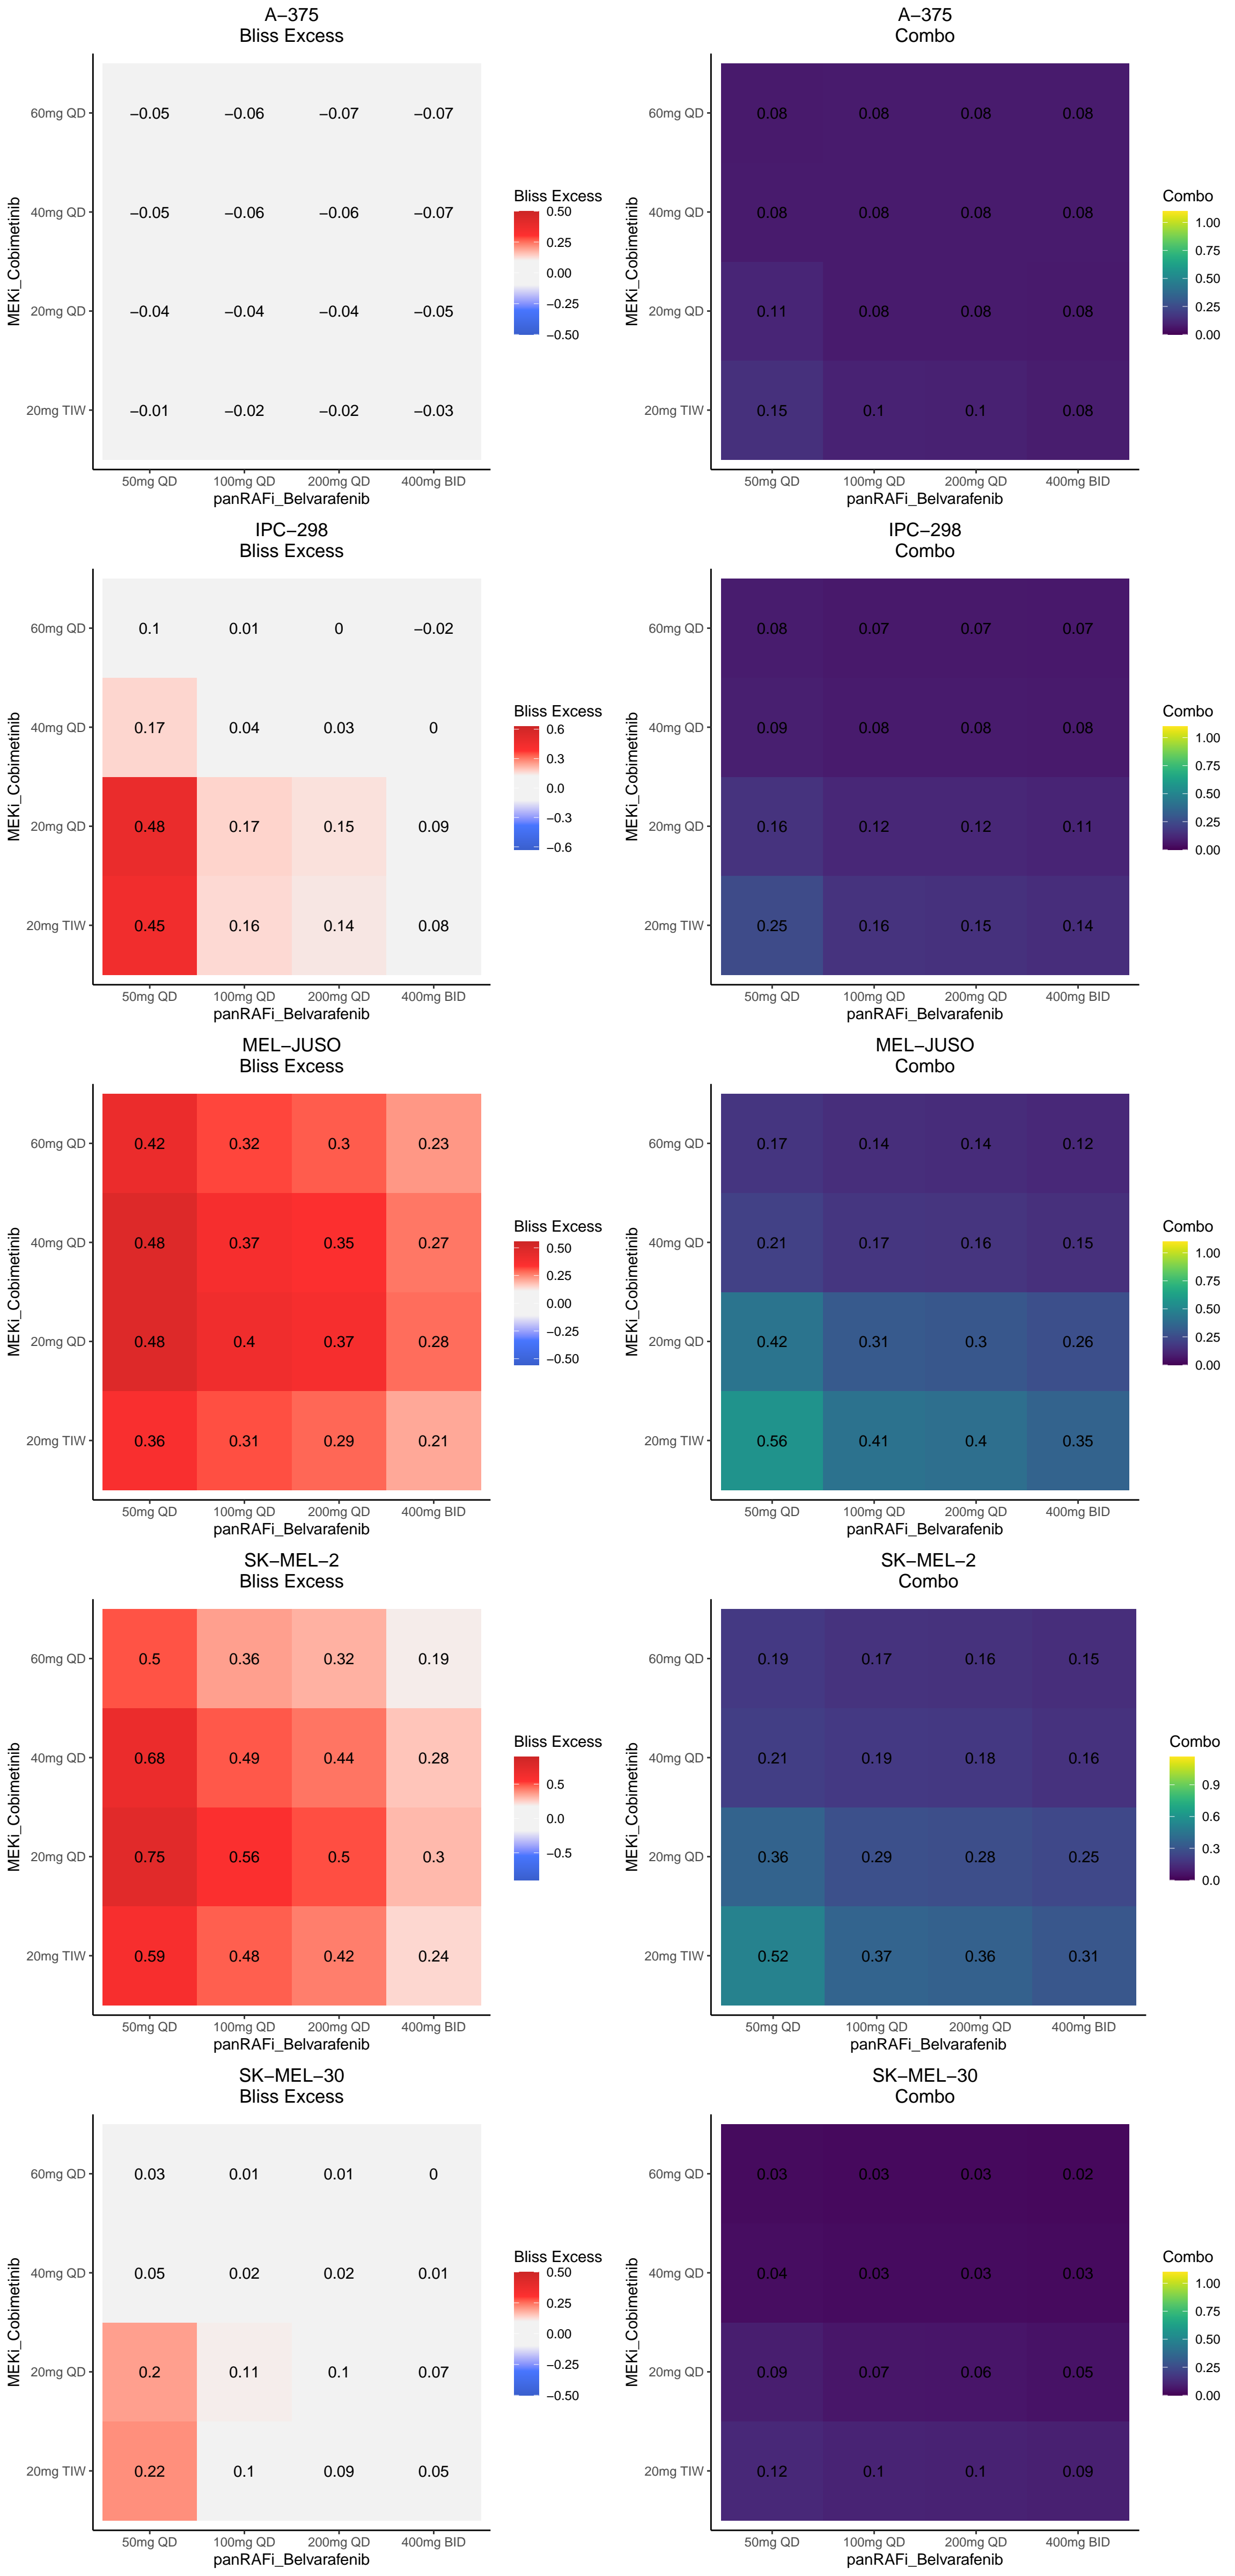 A−375
Bliss Excess
60mg QD −0.05 −0.06 −0.07 −0.07
40mg QD −0.05 −0.06 −0.06 −0.07
20mg QD −0.04 −0.04 −0.04 −0.05
20mg TIW −0.01 −0.02 −0.02 −0.03
50mg QD 100mg QD 200mg QD 400mg BID
panRAFi_Belvarafenib
MEKi_Cobimetinib
Bliss Excess
0.50
0.25
0.00
−0.25
−0.50
A−375
Combo
60mg QD 0.08 0.08 0.08 0.08
40mg QD 0.08 0.08 0.08 0.08
20mg QD 0.11 0.08 0.08 0.08
20mg TIW 0.15 0.1 0.1 0.08
50mg QD 100mg QD 200mg QD 400mg BID
panRAFi_Belvarafenib
MEKi_Cobimetinib
Combo
1.00
0.75
0.50
0.25
0.00
IPC−298
Bliss Excess
60mg QD 0.1 0.01 0 −0.02
40mg QD 0.17 0.04 0.03 0
20mg QD 0.48 0.17 0.15 0.09
20mg TIW 0.45 0.16 0.14 0.08
50mg QD 100mg QD 200mg QD 400mg BID
panRAFi_Belvarafenib
MEKi_Cobimetinib
Bliss Excess
0.6
0.3
0.0
−0.3
−0.6
IPC−298
Combo
60mg QD 0.08 0.07 0.07 0.07
40mg QD 0.09 0.08 0.08 0.08
20mg QD 0.16 0.12 0.12 0.11
20mg TIW 0.25 0.16 0.15 0.14
50mg QD 100mg QD 200mg QD 400mg BID
panRAFi_Belvarafenib
MEKi_Cobimetinib
Combo
1.00
0.75
0.50
0.25
0.00
MEL−JUSO
Bliss Excess
60mg QD 0.42 0.32 0.3 0.23
40mg QD 0.48 0.37 0.35 0.27
20mg QD 0.48 0.4 0.37 0.28
20mg TIW 0.36 0.31 0.29 0.21
50mg QD 100mg QD 200mg QD 400mg BID
panRAFi_Belvarafenib
MEKi_Cobimetinib
Bliss Excess
0.50
0.25
0.00
−0.25
−0.50
MEL−JUSO
Combo
60mg QD 0.17 0.14 0.14 0.12
40mg QD 0.21 0.17 0.16 0.15
20mg QD 0.42 0.31 0.3 0.26
20mg TIW 0.56 0.41 0.4 0.35
50mg QD 100mg QD 200mg QD 400mg BID
panRAFi_Belvarafenib
MEKi_Cobimetinib
Combo
1.00
0.75
0.50
0.25
0.00
SK−MEL−2
Bliss Excess
60mg QD 0.5 0.36 0.32 0.19
40mg QD 0.68 0.49 0.44 0.28
20mg QD 0.75 0.56 0.5 0.3
20mg TIW 0.59 0.48 0.42 0.24
50mg QD 100mg QD 200mg QD 400mg BID
panRAFi_Belvarafenib
MEKi_Cobimetinib
Bliss Excess
0.5
0.0
−0.5
SK−MEL−2
Combo
60mg QD 0.19 0.17 0.16 0.15
40mg QD 0.21 0.19 0.18 0.16
20mg QD 0.36 0.29 0.28 0.25
20mg TIW 0.52 0.37 0.36 0.31
50mg QD 100mg QD 200mg QD 400mg BID
panRAFi_Belvarafenib
MEKi_Cobimetinib
Combo
0.9
0.6
0.3
0.0
SK−MEL−30
Bliss Excess
60mg QD 0.03 0.01 0.01 0
40mg QD 0.05 0.02 0.02 0.01
20mg QD 0.2 0.11 0.1 0.07
20mg TIW 0.22 0.1 0.09 0.05
50mg QD 100mg QD 200mg QD 400mg BID
panRAFi_Belvarafenib
MEKi_Cobimetinib
Bliss Excess
0.50
0.25
0.00
−0.25
−0.50
SK−MEL−30
Combo
60mg QD 0.03 0.03 0.03 0.02
40mg QD 0.04 0.03 0.03 0.03
20mg QD 0.09 0.07 0.06 0.05
20mg TIW 0.12 0.1 0.1 0.09
50mg QD 100mg QD 200mg QD 400mg BID
panRAFi_Belvarafenib
MEKi_Cobimetinib
Combo
1.00
0.75
0.50
0.25
0.00